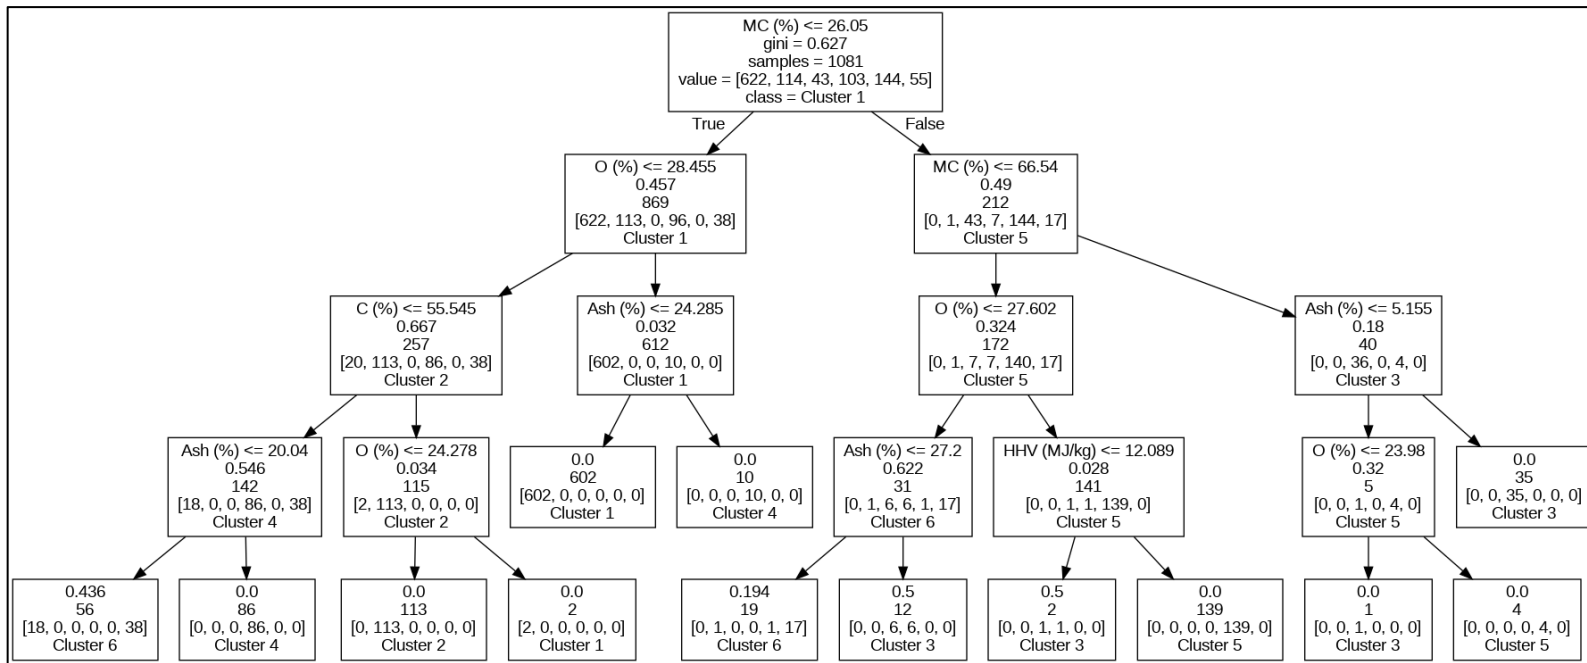 MC (%) <= 26.05
gini = 0.627
samples = 1081
value = [622, 114, 43, 103, 144, 55]
class = Cluster 1
True
False
O (%) <= 28.455
0.457
869
[622, 113, 0, 96, 0, 38]
Cluster 1
MC (%) <= 66.54
0.49
212
[0, 1, 43, 7, 144, 17]
Cluster 5
C (%) <= 55.545
0.667
257
[20, 113, 0, 86, 0, 38]
Cluster 2
Ash (%) <= 24.285
0.032
612
[602, 0, 0, 10, 0, 0]
Cluster 1
O (%) <= 27.602
0.324
172
[0, 1, 7, 7, 140, 17]
Cluster 5
Ash (%) <= 5.155
0.18
40
[0, 0, 36, 0, 4, 0]
Cluster 3
Ash (%) <= 20.04
0.546
142
[18, 0, 0, 86, 0, 38]
Cluster 4
O (%) <= 24.278
0.034
115
[2, 113, 0, 0, 0, 0]
Cluster 2
0.0
602
[602, 0, 0, 0, 0, 0]
Cluster 1
0.0
10
[0, 0, 0, 10, 0, 0]
Cluster 4
Ash (%) <= 27.2
0.622
31
[0, 1, 6, 6, 1, 17]
Cluster 6
HHV (MJ/kg) <= 12.089
0.028
141
[0, 0, 1, 1, 139, 0]
Cluster 5
O (%) <= 23.98
0.32
5
[0, 0, 1, 0, 4, 0]
Cluster 5
0.0
35
[0, 0, 35, 0, 0, 0]
Cluster 3
0.436
56
[18, 0, 0, 0, 0, 38]
Cluster 6
0.0
86
[0, 0, 0, 86, 0, 0]
Cluster 4
0.0
113
[0, 113, 0, 0, 0, 0]
Cluster 2
0.0
2
[2, 0, 0, 0, 0, 0]
Cluster 1
0.194
19
[0, 1, 0, 0, 1, 17]
Cluster 6
0.5
12
[0, 0, 6, 6, 0, 0]
Cluster 3
0.5
2
[0, 0, 1, 1, 0, 0]
Cluster 3
0.0
139
[0, 0, 0, 0, 139, 0]
Cluster 5
0.0
1
[0, 0, 1, 0, 0, 0]
Cluster 3
0.0
4
[0, 0, 0, 0, 4, 0]
Cluster 5